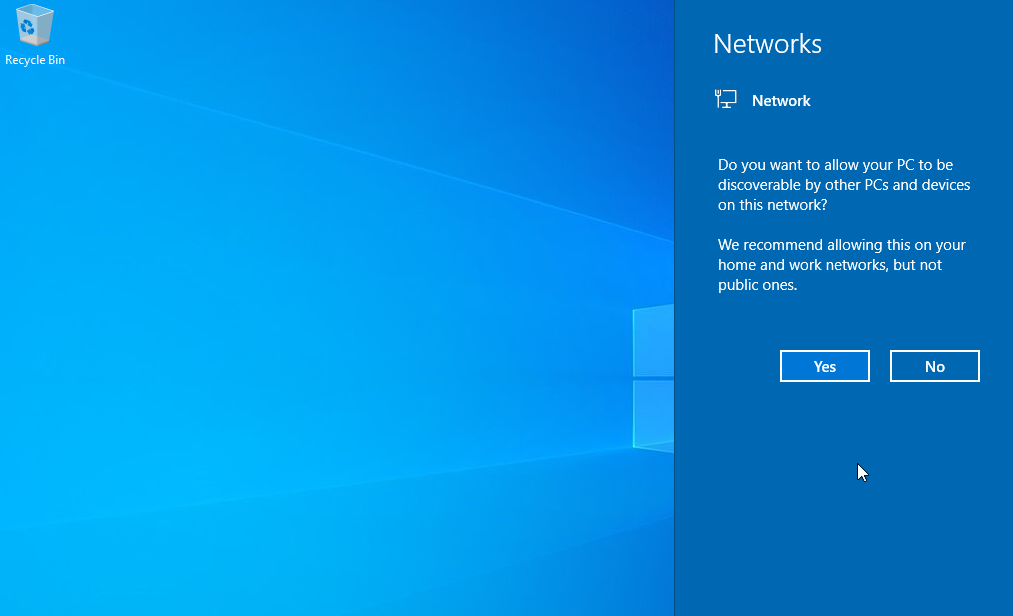 Recycle Bin
Networks
Network
Do you want to allow your PC to be
discoverable by other PCs and devices
on this network?
We recommend allowing this on your
home and work networks, but not
public ones.
Yes
No